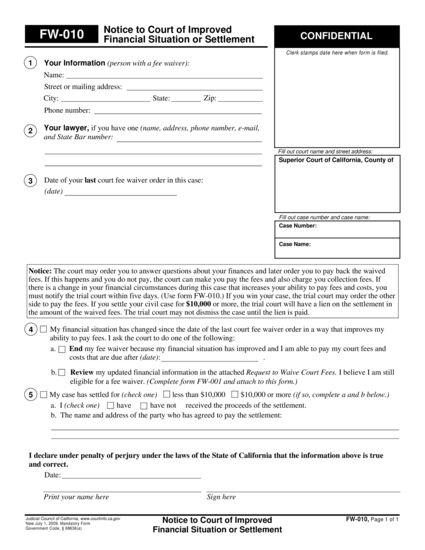 FW-010
Notice to Court of Improved
Financial Situation or Settlement
CONFIDENTIAL
Clerk stamps date here when form is filed.
1 Your Information (person with a fee waiver):
Name:
Street or mailing address:
City: State: Zip:
Phone number:
2 Your lawyer, if you have one (name, address, phone number, e-mail,
and State Bar number:
Fill out court name and street address:
Superior Court of California, County of
3 Date of your last court fee waiver order in this case:
(date)
Fill out case number and case name:
Case Number:
Case Name:
Notice: The court may order you to answer questions about your finances and later order you to pay back the waived
fees. If this happens and you do not pay, the court can make you pay the fees and also charge you collection fees. If
there is a change in your financial circumstances during this case that increases your ability to pay fees and costs, you
must notify the trial court within five days. (Use form FW-010.) If you win your case, the trial court may order the other
side to pay the fees. If you settle your civil case for $10,000 or more, the trial court will have a lien on the settlement in
the amount of the waived fees. The trial court may not dismiss the case until the lien is paid.
4 My financial situation has changed since the date of the last court fee waiver order in a way that improves my
ability to pay fees. I ask the court to do one of the following:
a. End my fee waiver because my financial situation has improved and I am able to pay my court fees and
costs that are due after (date): .
b. Review my updated financial information in the attached Request to Waive Court Fees. I believe I am still
eligible for a fee waiver. (Complete form FW-001 and attach to this form.)
5 My case has settled for (check one) less than $10,000 $10,000 or more (if so, complete a and b below.)
a. I (check one) have have not received the proceeds of the settlement.
b. The name and address of the party who has agreed to pay the settlement:
I declare under penalty of perjury under the laws of the State of California that the information above is true
and correct.
Date:
Print your name here Sign here
Judicial Council of California, www.courtinfo.ca.gov
New July 1, 2009, Mandatory Form
Government Code, § 68636(a)
Notice to Court of Improved
Financial Situation or Settlement
FW-010, Page 1 of 1